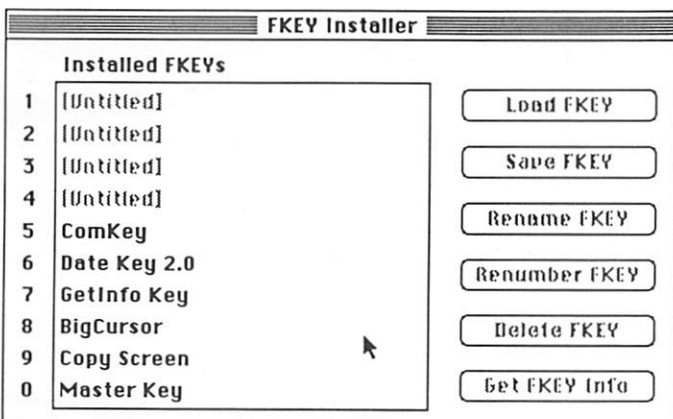 FKEY Installer
Installed FKEYs
1 [Untitled]
2 [Untitled]
3 [Untitled]
4 [Untitled]
5 ComKey
6 Date Key 2.0
7 GetInfo Key
8 BigCursor
9 Copy Screen
0 Master Key
Load FKEY
Save FKEY
Rename FKEY
Renumber FKEY
Delete FKEY
Get FKEY Info